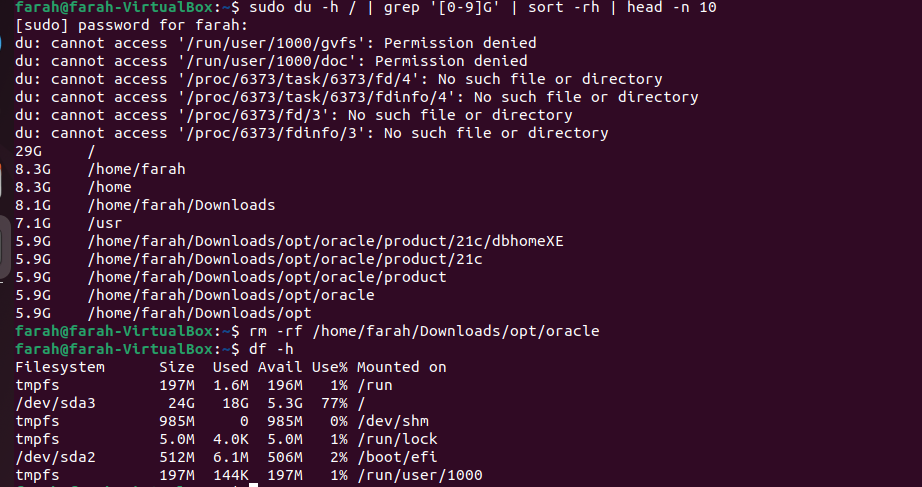 farah@farah-VirtualBox:~$ sudo du -h / | grep '[0-9]G' | sort -rh | head -n 10
[sudo] password for farah:
du: cannot access '/run/user/1000/gvfs': Permission denied
du: cannot access '/run/user/1000/doc': Permission denied
du: cannot access '/proc/6373/task/6373/fd/4': No such file or directory
du: cannot access '/proc/6373/task/6373/fdinfo/4': No such file or directory
du: cannot access '/proc/6373/fd/3': No such file or directory
du: cannot access '/proc/6373/fdinfo/3': No such file or directory
29G     /
8.3G    /home/farah
8.3G    /home
8.1G    /home/farah/Downloads
7.1G    /usr
5.9G    /home/farah/Downloads/opt/oracle/product/21c/dbhomeXE
5.9G    /home/farah/Downloads/opt/oracle/product/21c
5.9G    /home/farah/Downloads/opt/oracle/product
5.9G    /home/farah/Downloads/opt/oracle
5.9G    /home/farah/Downloads/opt
farah@farah-VirtualBox:~$ rm -rf /home/farah/Downloads/opt/oracle
farah@farah-VirtualBox:~$ df -h
Filesystem      Size  Used Avail Use% Mounted on
tmpfs           197M  1.6M  196M   1% /run
/dev/sda3        24G   18G  5.3G  77% /
tmpfs           985M     0  985M   0% /dev/shm
tmpfs           5.0M  4.0K  5.0M   1% /run/lock
/dev/sda2       512M  6.1M  506M   2% /boot/efi
tmpfs           197M  144K  197M   1% /run/user/1000